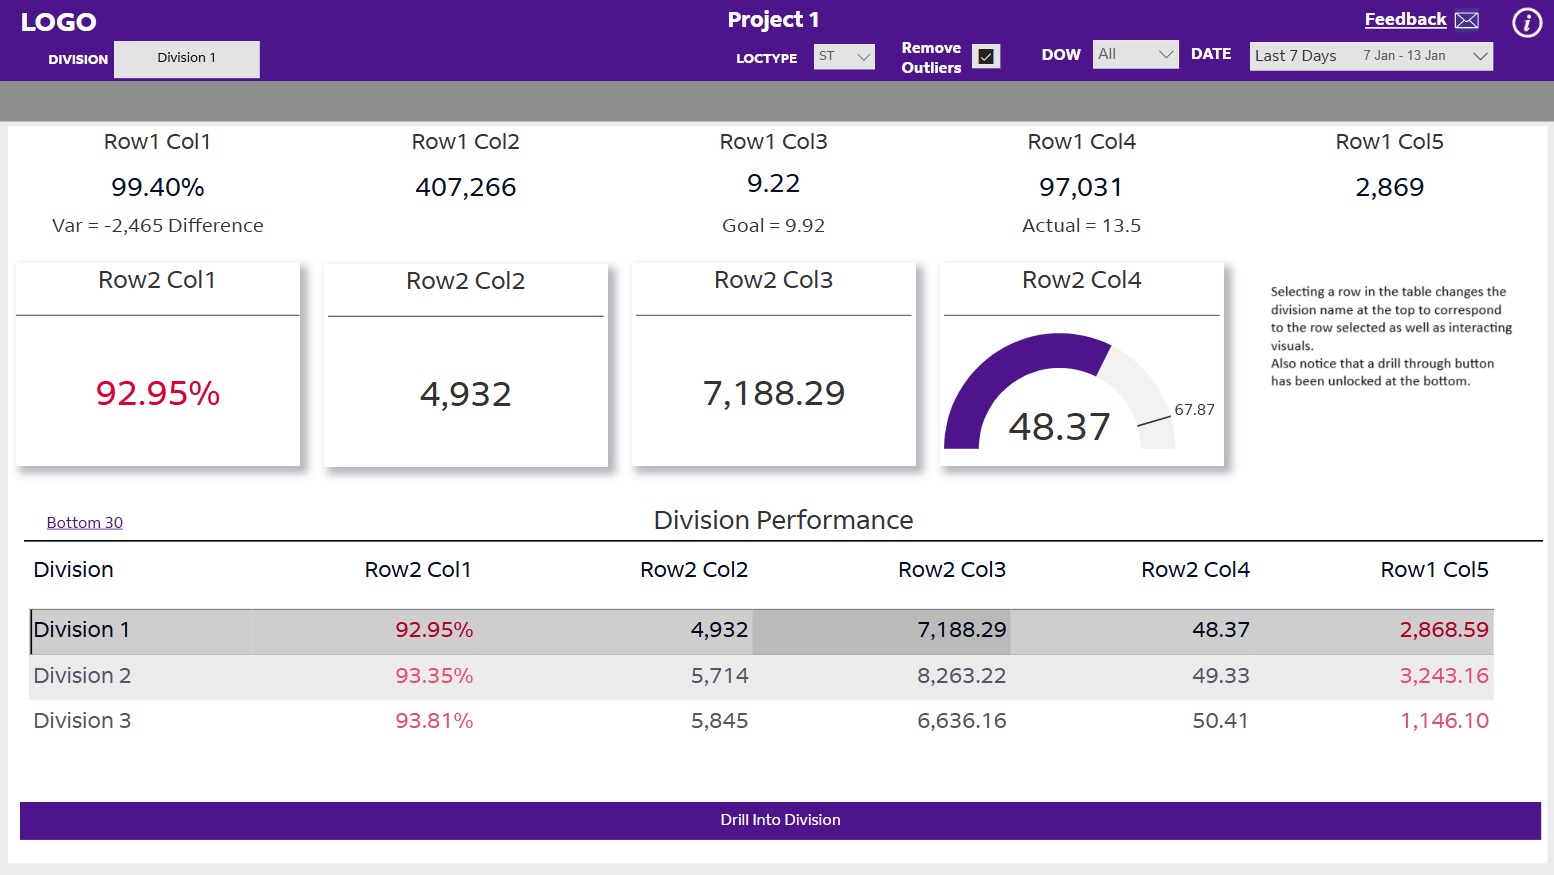 LOGO
Project 1
Feedback
i
DIVISION
Division 1
LOCTYPE
ST
Remove
Outliers
DOW
All
DATE
Last 7 Days 7 Jan - 13 Jan
Row1 Col1
Row1 Col2
Row1 Col3
Row1 Col4
Row1 Col5
99.40%
407,266
9.22
97,031
2,869
Var = -2,465 Difference
Goal = 9.92
Actual = 13.5
Row2 Col1
Row2 Col2
Row2 Col3
Row2 Col4
92.95%
4,932
7,188.29
48.37
67.87
Selecting a row in the table changes the
division name at the top to correspond
to the row selected as well as interacting
visuals.
Also notice that a drill through button
has been unlocked at the bottom.
Bottom 30
Division Performance
Division Row2 Col1 Row2 Col2 Row2 Col3 Row2 Col4 Row1 Col5
Division 1 92.95% 4,932 7,188.29 48.37 2,868.59
Division 2 93.35% 5,714 8,263.22 49.33 3,243.16
Division 3 93.81% 5,845 6,636.16 50.41 1,146.10
Drill Into Division